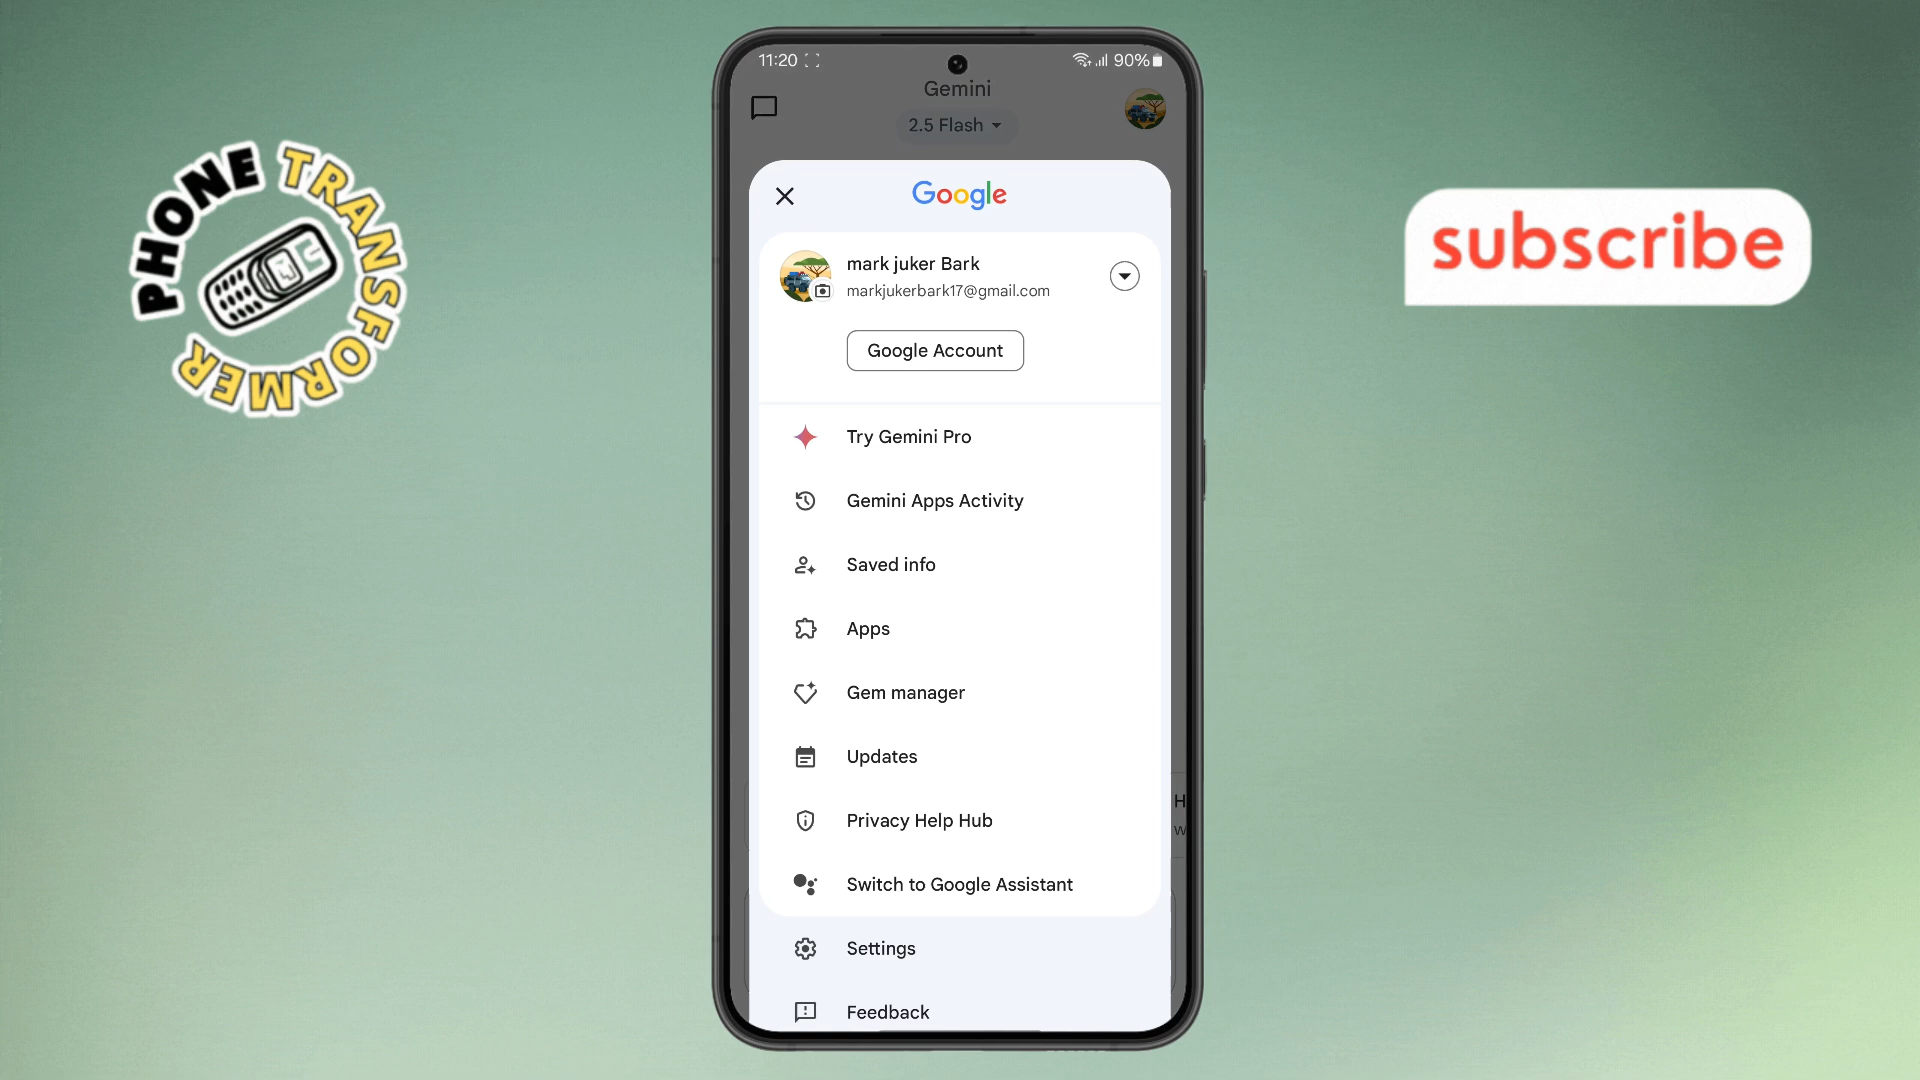 PHONE TRANSFORMER
subscribe
11:20
90%
Gemini
2.5 Flash
Google
mark juker Bark
markjukerbark17@gmail.com
Google Account
Try Gemini Pro
Gemini Apps Activity
Saved info
Apps
Gem manager
Updates
Privacy Help Hub
Switch to Google Assistant
Settings
Feedback